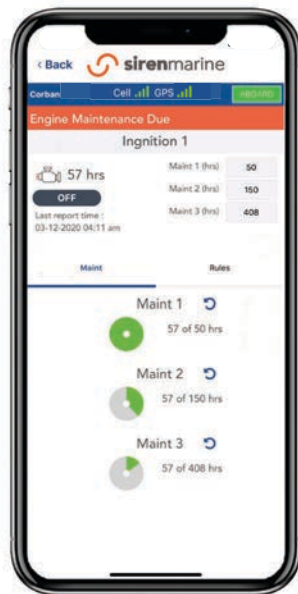 ‹ Back
sirenmarine
Corban
Cell GPS
ABOARD
Engine Maintenance Due
Ingnition 1
57 hrs
OFF
Last report time :
03-12-2020 04:11 am
Maint 1 (hrs) 50
Maint 2 (hrs) 150
Maint 3 (hrs) 408
Maint Rules
Maint 1
57 of 50 hrs
Maint 2
57 of 150 hrs
Maint 3
57 of 408 hrs